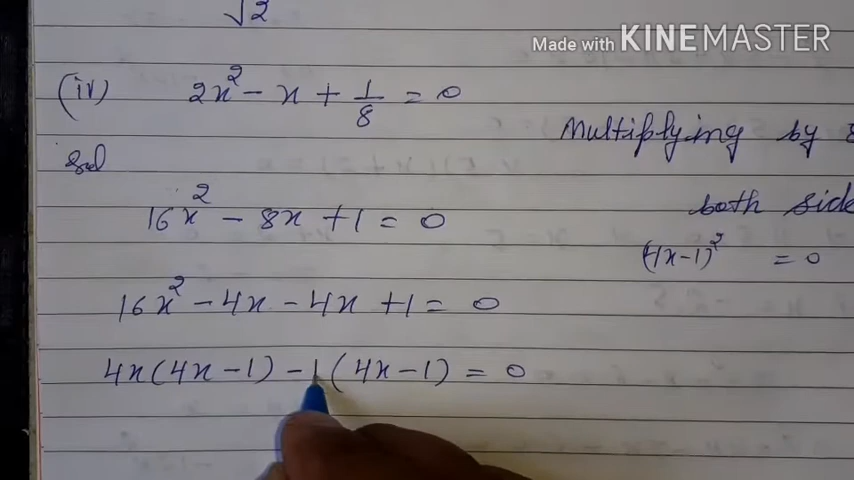 √2
Made with KINEMASTER
(iv) 2x² - x + 1/8 = 0
Multiplying by 8
Sol
both side
16x² - 8x + 1 = 0
(4x-1)² = 0
16x² - 4x - 4x + 1 = 0
4x(4x - 1) - 1(4x - 1) = 0